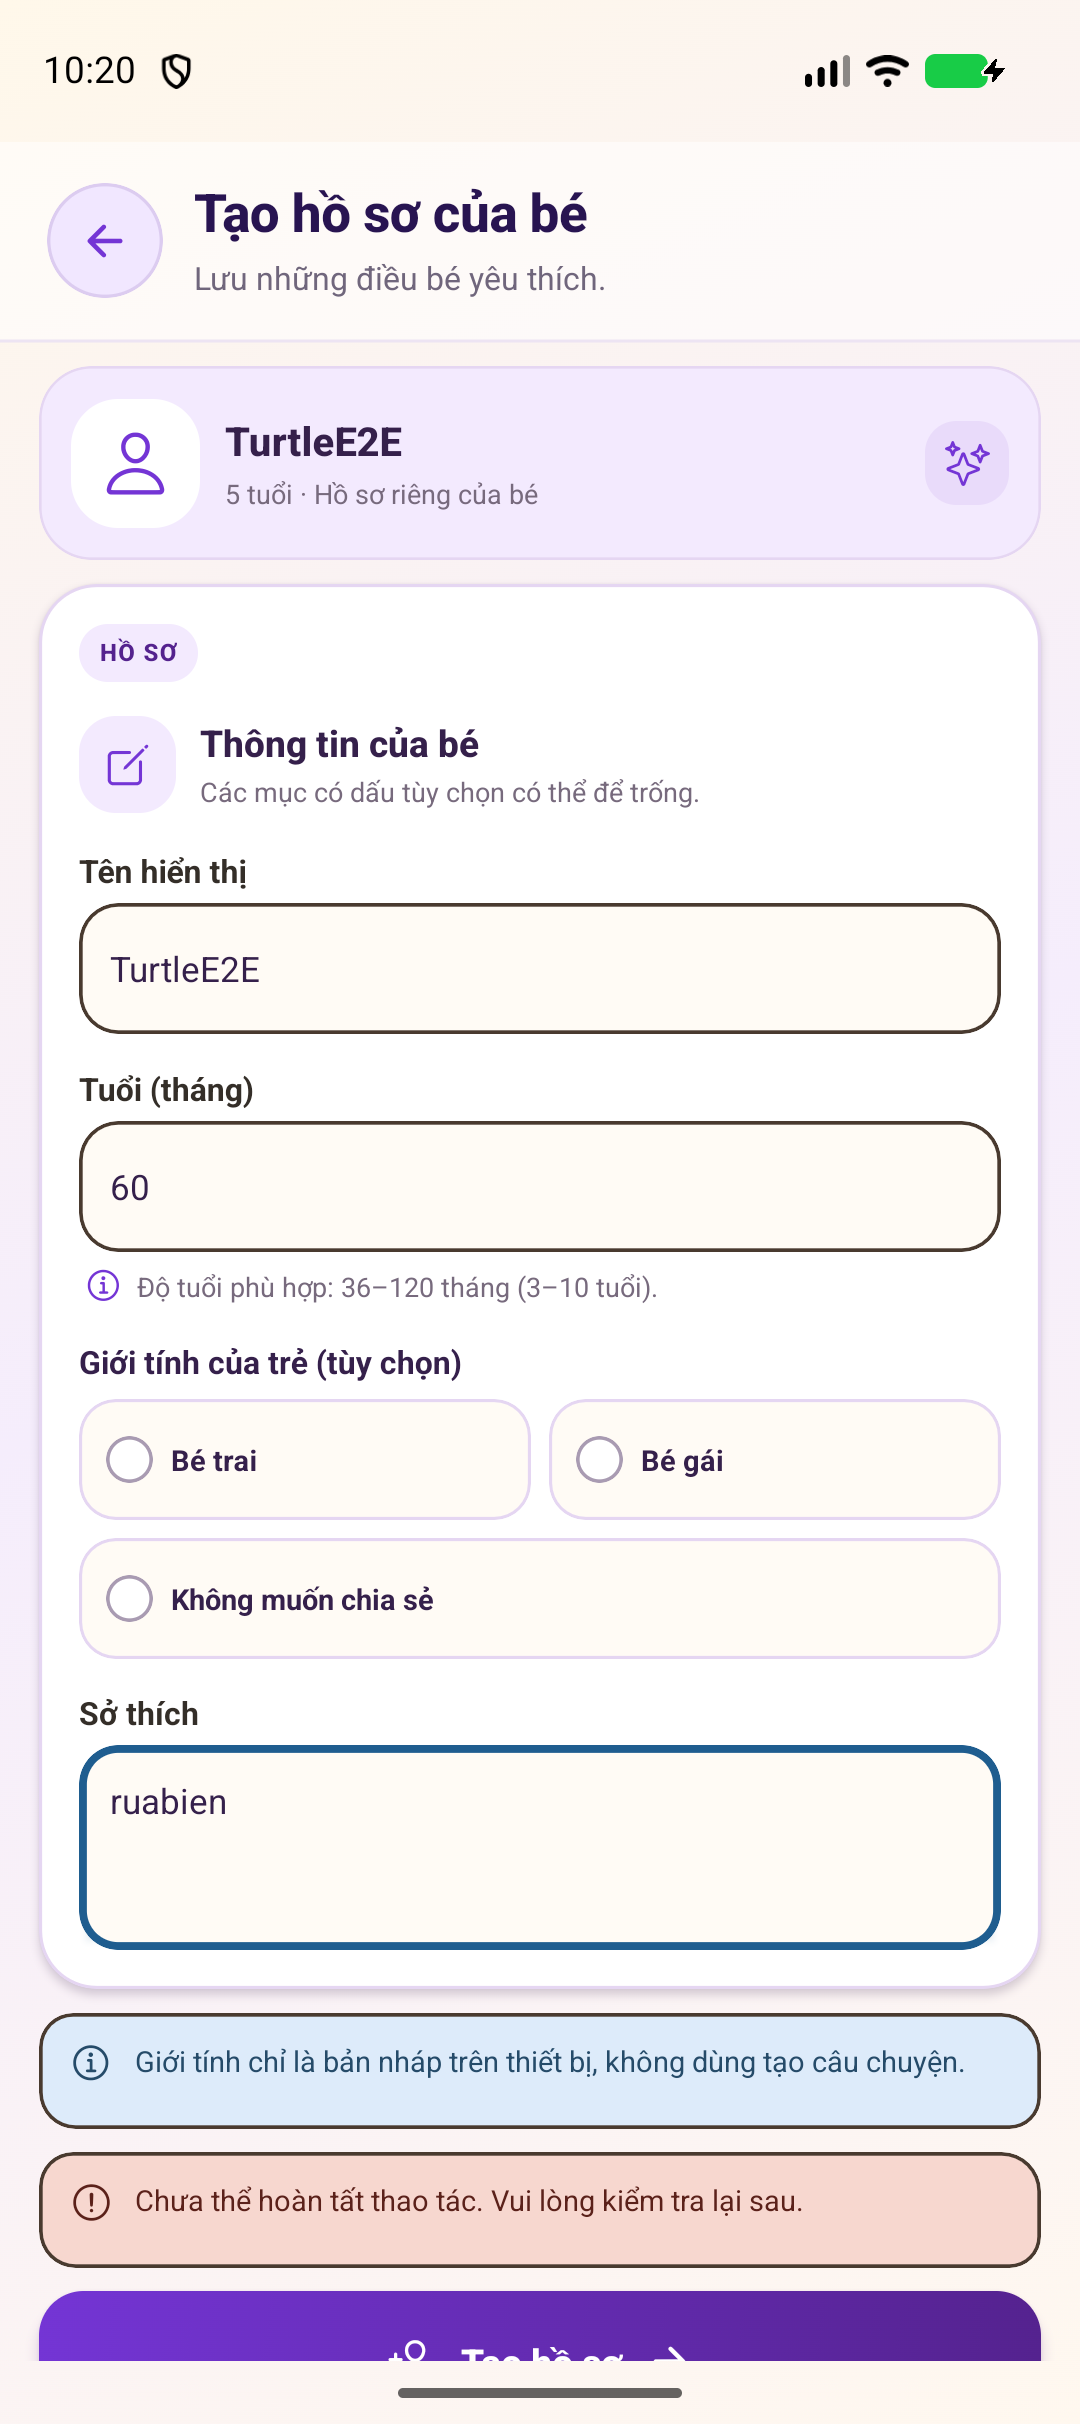 10:20
Tạo hồ sơ của bé
Lưu những điều bé yêu thích.
TurtleE2E
5 tuổi · Hồ sơ riêng của bé
HỒ SƠ
Thông tin của bé
Các mục có dấu tùy chọn có thể để trống.
Tên hiển thị
TurtleE2E
Tuổi (tháng)
60
Độ tuổi phù hợp: 36–120 tháng (3–10 tuổi).
Giới tính của trẻ (tùy chọn)
Bé trai
Bé gái
Không muốn chia sẻ
Sở thích
ruabien
Giới tính chỉ là bản nháp trên thiết bị, không dùng tạo câu chuyện.
Chưa thể hoàn tất thao tác. Vui lòng kiểm tra lại sau.
Tạo hồ sơ